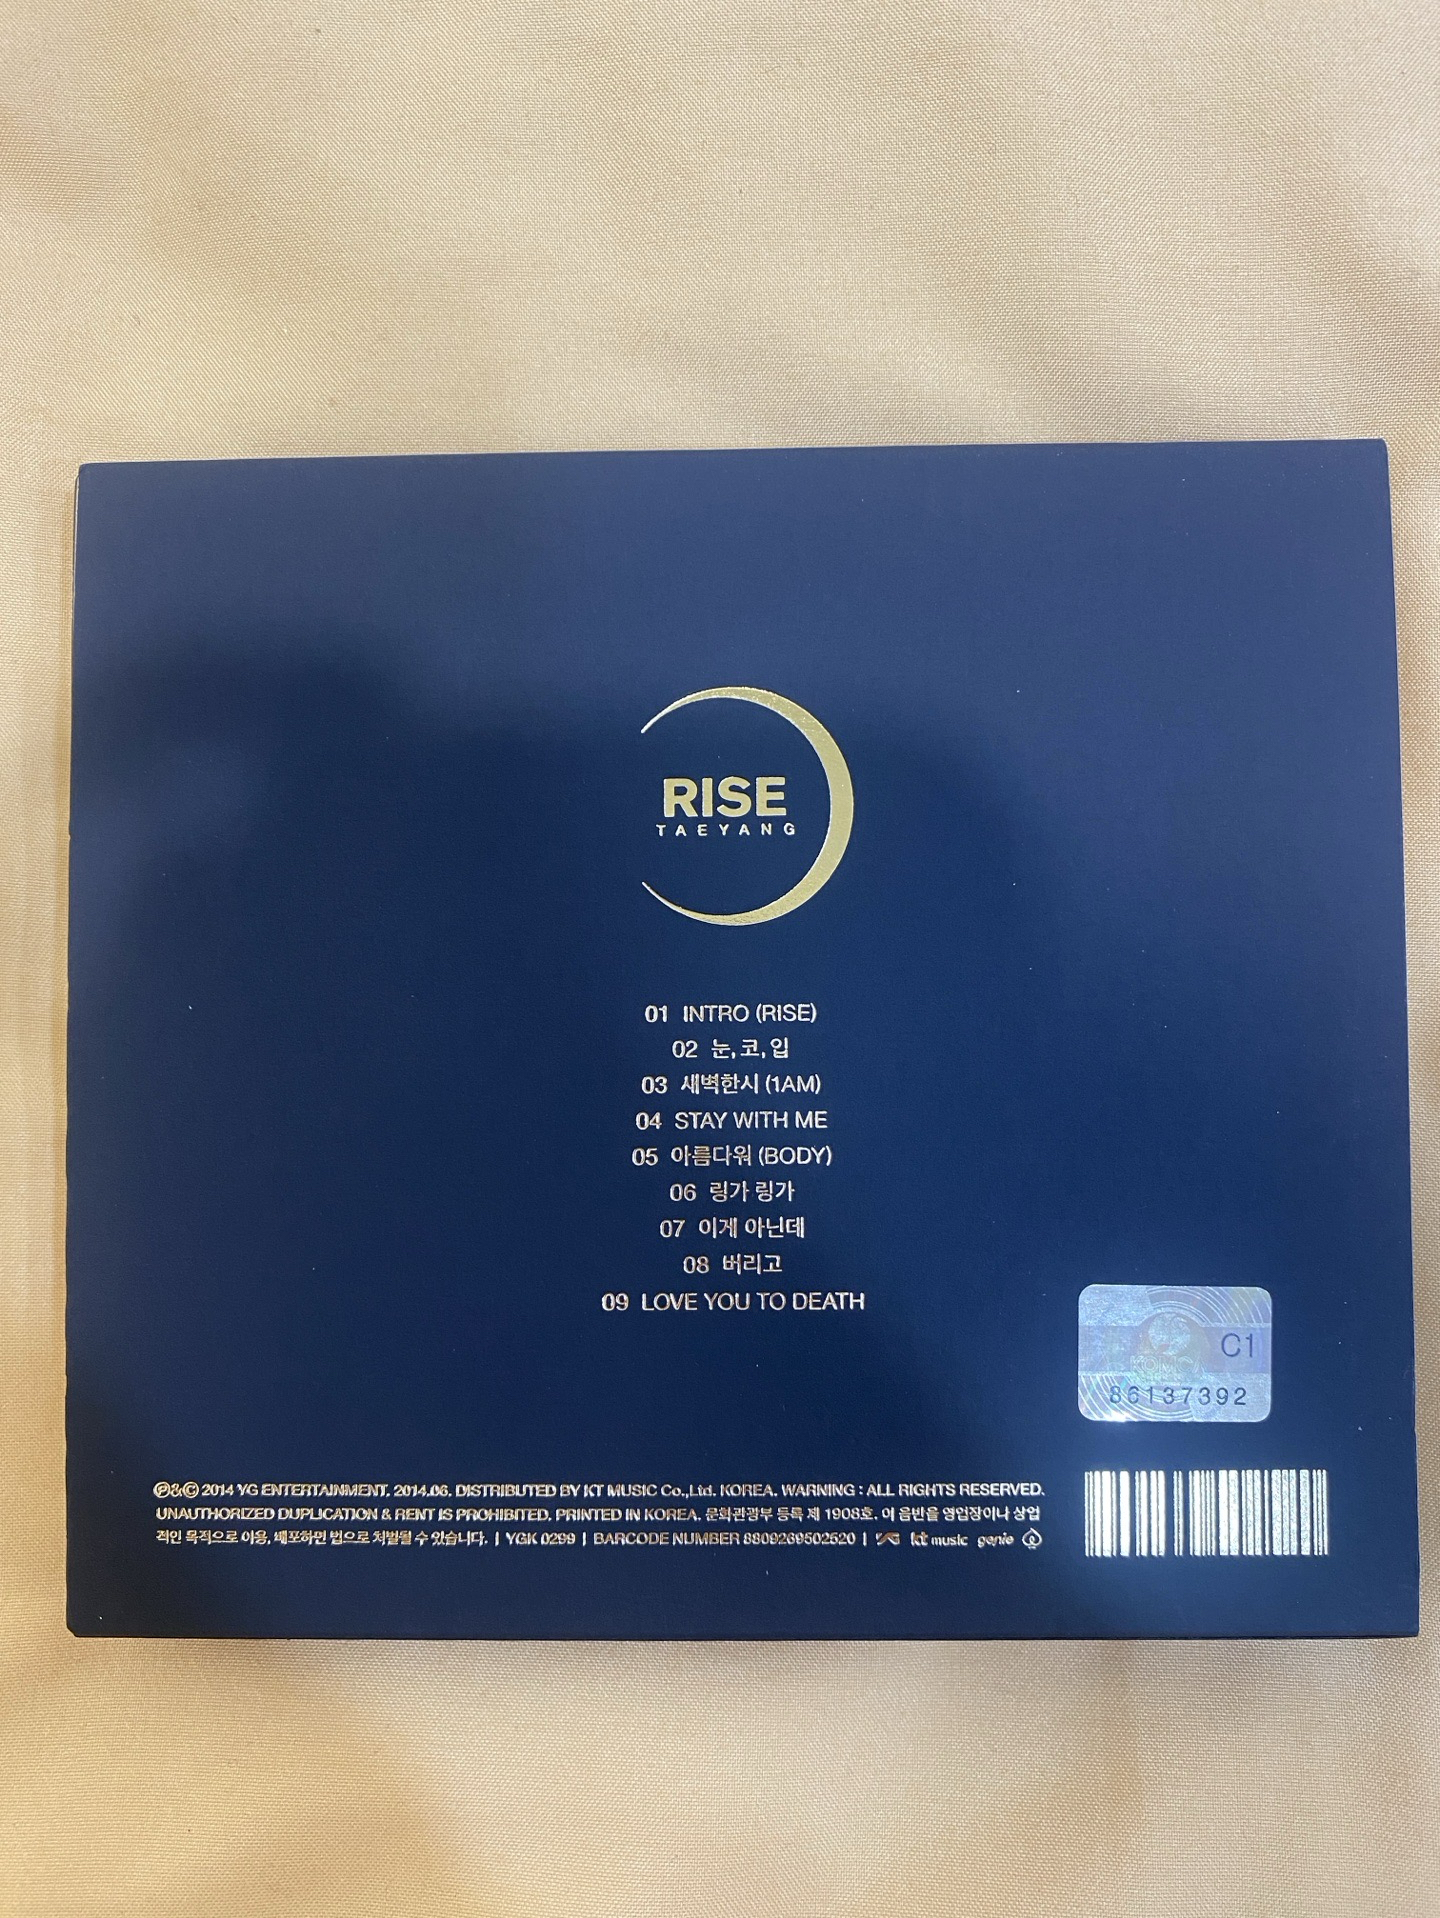 RISE
TAEYANG
01 INTRO (RISE)
02 눈, 코, 입
03 새벽한시 (1AM)
04 STAY WITH ME
05 아름다워 (BODY)
06 링가 링가
07 이게 아닌데
08 버리고
09 LOVE YOU TO DEATH
C1
KOMCA
86137392
℗&© 2014 YG ENTERTAINMENT, 2014.06. DISTRIBUTED BY KT MUSIC Co.,Ltd. KOREA. WARNING : ALL RIGHTS RESERVED.
UNAUTHORIZED DUPLICATION & RENT IS PROHIBITED. PRINTED IN KOREA. 문화관광부 등록 제 1908호. 이 음반을 영업장이나 상업
적인 목적으로 이용, 배포하면 법으로 처벌될 수 있습니다. | YGK 0299 | BARCODE NUMBER 8809269502520 | YG kt music genie